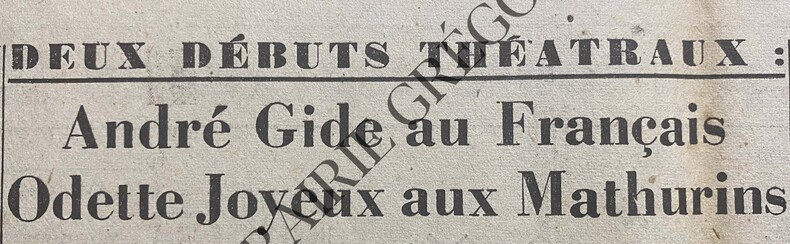 DEUX DÉBUTS THÉATRAUX :
André Gide au Français
Odette Joyeux aux Mathurins